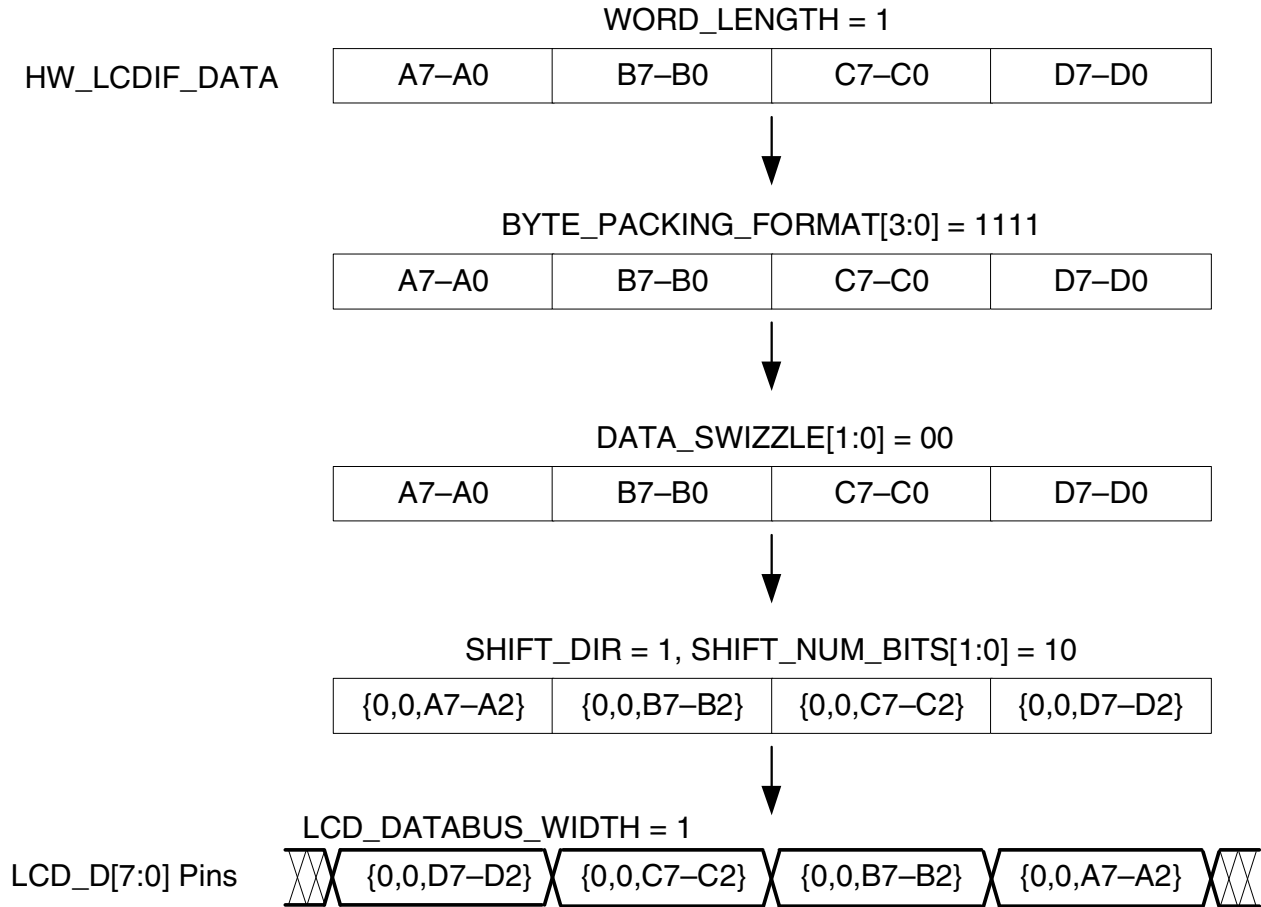 WORD_LENGTH = 1
HW_LCDIF_DATA A7–A0 B7–B0 C7–C0 D7–D0
BYTE_PACKING_FORMAT[3:0] = 1111
A7–A0 B7–B0 C7–C0 D7–D0
DATA_SWIZZLE[1:0] = 00
A7–A0 B7–B0 C7–C0 D7–D0
SHIFT_DIR = 1, SHIFT_NUM_BITS[1:0] = 10
{0,0,A7–A2} {0,0,B7–B2} {0,0,C7–C2} {0,0,D7–D2}
LCD_DATABUS_WIDTH = 1
LCD_D[7:0] Pins {0,0,D7–D2} {0,0,C7–C2} {0,0,B7–B2} {0,0,A7–A2}